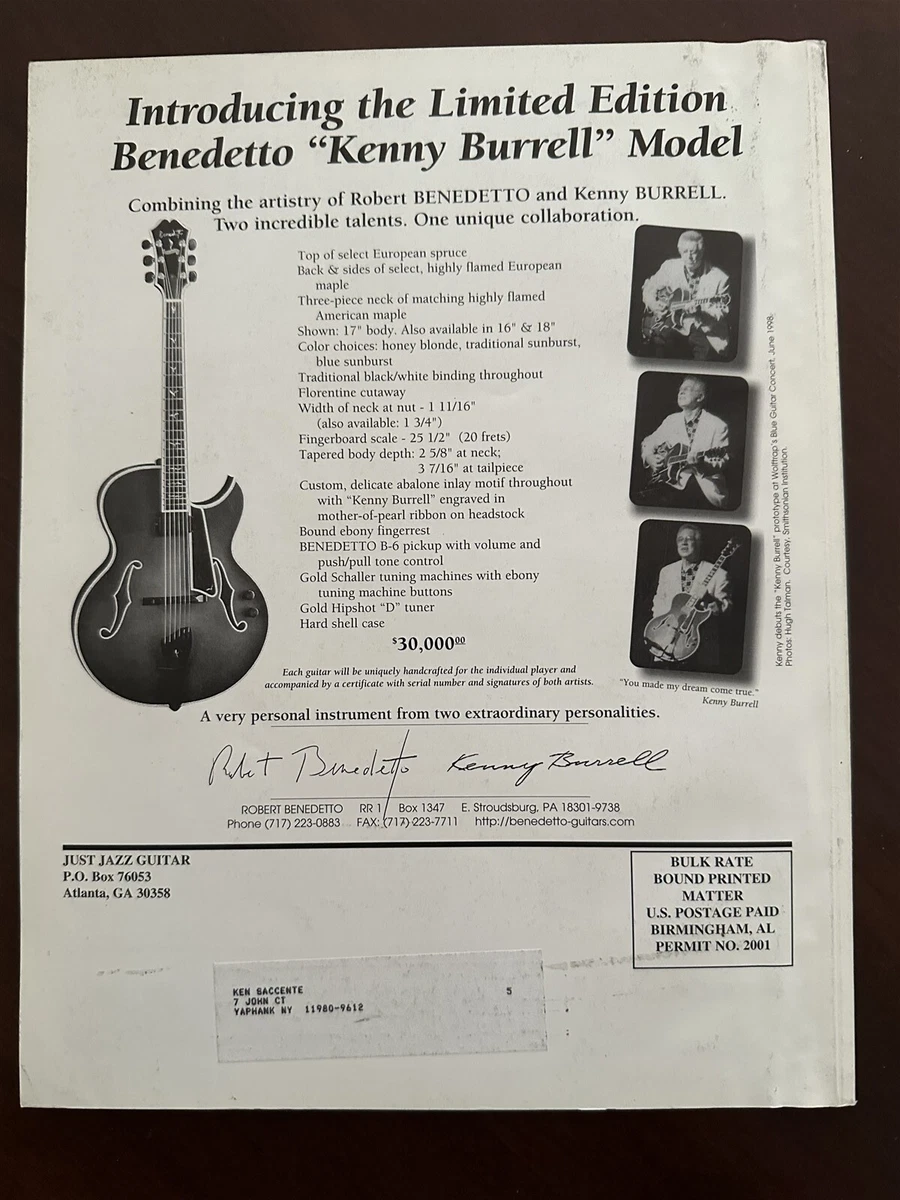 Introducing the Limited Edition
Benedetto “Kenny Burrell” Model
Combining the artistry of Robert BENEDETTO and Kenny BURRELL.
Two incredible talents. One unique collaboration.
Top of select European spruce
Back & sides of select, highly flamed European
maple
Three-piece neck of matching highly flamed
American maple
Shown: 17" body. Also available in 16" & 18"
Color choices: honey blonde, traditional sunburst,
blue sunburst
Traditional black/white binding throughout
Florentine cutaway
Width of neck at nut - 1 11/16"
(also available: 1 3/4")
Fingerboard scale - 25 1/2" (20 frets)
Tapered body depth: 2 5/8" at neck;
3 7/16" at tailpiece
Custom, delicate abalone inlay motif throughout
with “Kenny Burrell” engraved in
mother-of-pearl ribbon on headstock
Bound ebony fingerrest
BENEDETTO B-6 pickup with volume and
push/pull tone control
Gold Schaller tuning machines with ebony
tuning machine buttons
Gold Hipshot “D” tuner
Hard shell case
$30,00000
Each guitar will be uniquely handcrafted for the individual player and
accompanied by a certificate with serial number and signatures of both artists.
Kenny debuts the "Kenny Burrell" prototype at Wolftrap's Blue Guitar Concert, June 1998.
Photos: Hugh Talman. Courtesy, Smithsonian Institution.
"You made my dream come true."
Kenny Burrell
A very personal instrument from two extraordinary personalities.
Robert Benedetto Kenny Burrell
ROBERT BENEDETTO RR 1 Box 1347 E. Stroudsburg, PA 18301-9738
Phone (717) 223-0883 FAX: (717) 223-7711 http://benedetto-guitars.com
JUST JAZZ GUITAR
P.O. Box 76053
Atlanta, GA 30358
BULK RATE
BOUND PRINTED
MATTER
U.S. POSTAGE PAID
BIRMINGHAM, AL
PERMIT NO. 2001
KEN SACCENTE 5
7 JOHN CT
YAPHANK NY 11980-9612